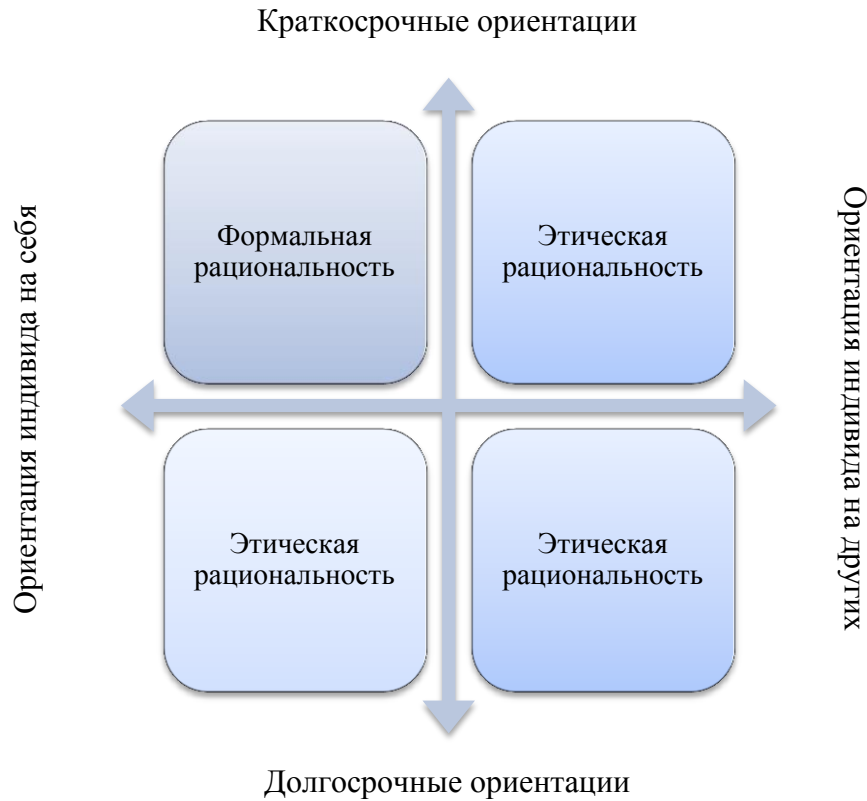 Краткосрочные ориентации
Ориентация индивида на себя
Формальная
рациональность
Этическая
рациональность
Ориентация индивида на других
Этическая
рациональность
Этическая
рациональность
Долгосрочные ориентации